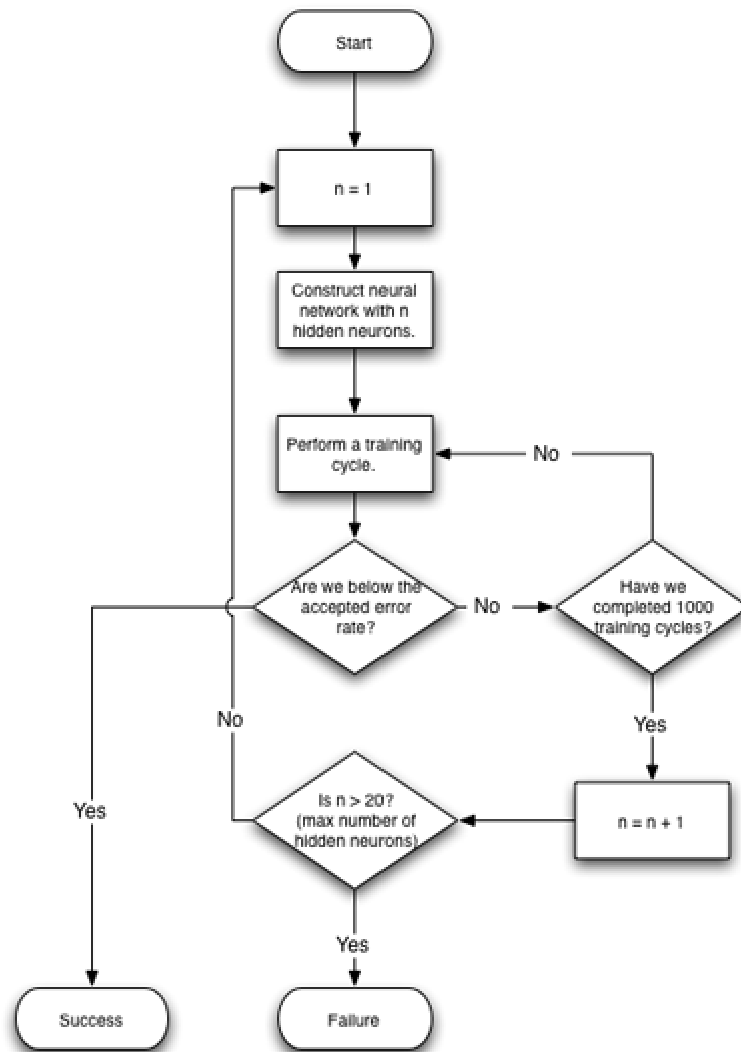 Start
n = 1
Construct neural
network with n
hidden neurons.
Perform a training
cycle.
No
Are we below the
accepted error
rate?
No
Have we
completed 1000
training cycles?
No
Yes
Yes
Is n > 20?
(max number of
hidden neurons)
n = n + 1
Yes
Success
Failure